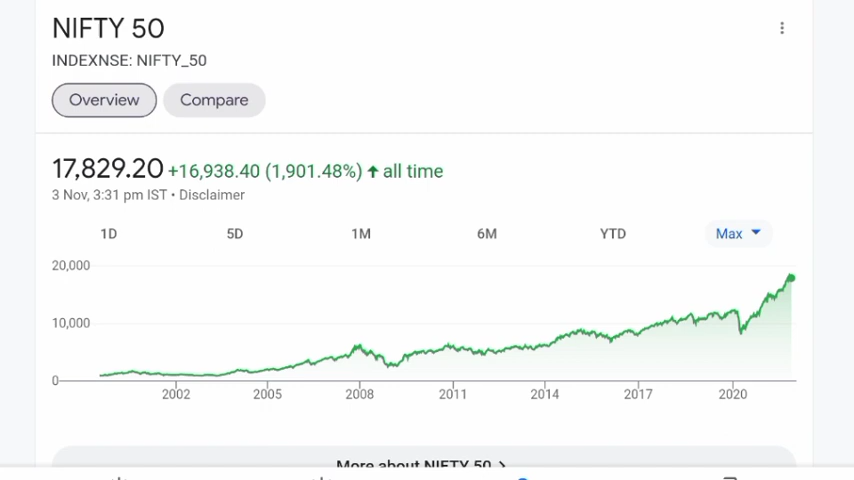 NIFTY 50
INDEXNSE: NIFTY_50
Overview Compare
17,829.20 +16,938.40 (1,901.48%) ↑ all time
3 Nov, 3:31 pm IST • Disclaimer
1D 5D 1M 6M YTD Max
20,000
10,000
0
2002 2005 2008 2011 2014 2017 2020
More about NIFTY 50